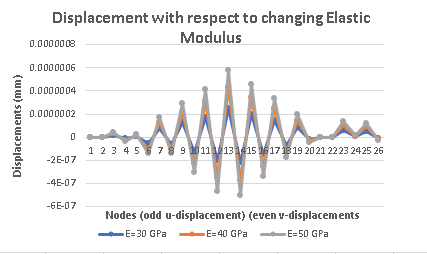 Displacement with respect to changing Elastic
Modulus
0.0000008
0.0000006
0.0000004
0.0000002
0
-2E-07
-4E-07
-6E-07
Displacements (mm)
1 2 3 4 5 6 7 8 9 10 11 12 13 14 15 16 17 18 19 20 21 22 23 24 25 26
Nodes (odd u-displacement) (even v-displacements
E=30 GPa E=40 GPa E=50 GPa